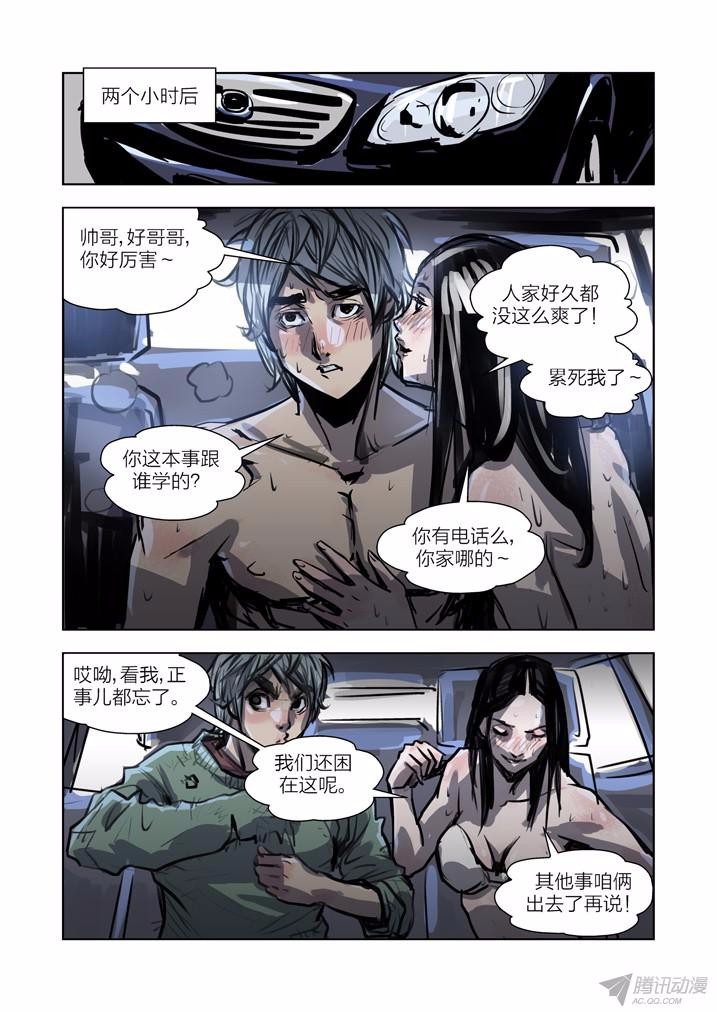 两个小时后
帅哥，好哥哥，
你好厉害～
人家好久都
没这么爽了！
累死我了～
你这本事跟
谁学的？
你有电话么，
你家哪的～
哎呦，看我，正
事儿都忘了。
我们还困
在这呢。
其他事咱俩
出去了再说！
腾讯动漫
AC.QQ.COM